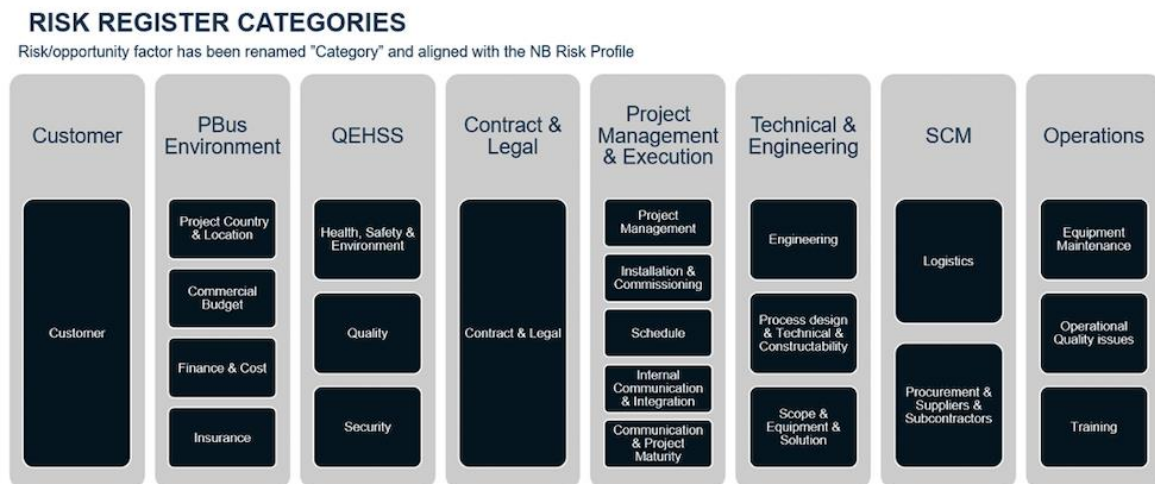 RISK REGISTER CATEGORIES
Risk/opportunity factor has been renamed ”Category” and aligned with the NB Risk Profile
Customer
Customer
PBus
Environment
Project Country
& Location
Commercial
Budget
Finance & Cost
Insurance
QEHSS
Health, Safety &
Environment
Quality
Security
Contract &
Legal
Contract & Legal
Project
Management
& Execution
Project
Management
Installation &
Commissioning
Schedule
Internal
Communication
& Integration
Communication
& Project
Maturity
Technical &
Engineering
Engineering
Process design
& Technical &
Constructability
Scope &
Equipment &
Solution
SCM
Logistics
Procurement &
Suppliers &
Subcontractors
Operations
Equipment
Maintenance
Operational
Quality issues
Training